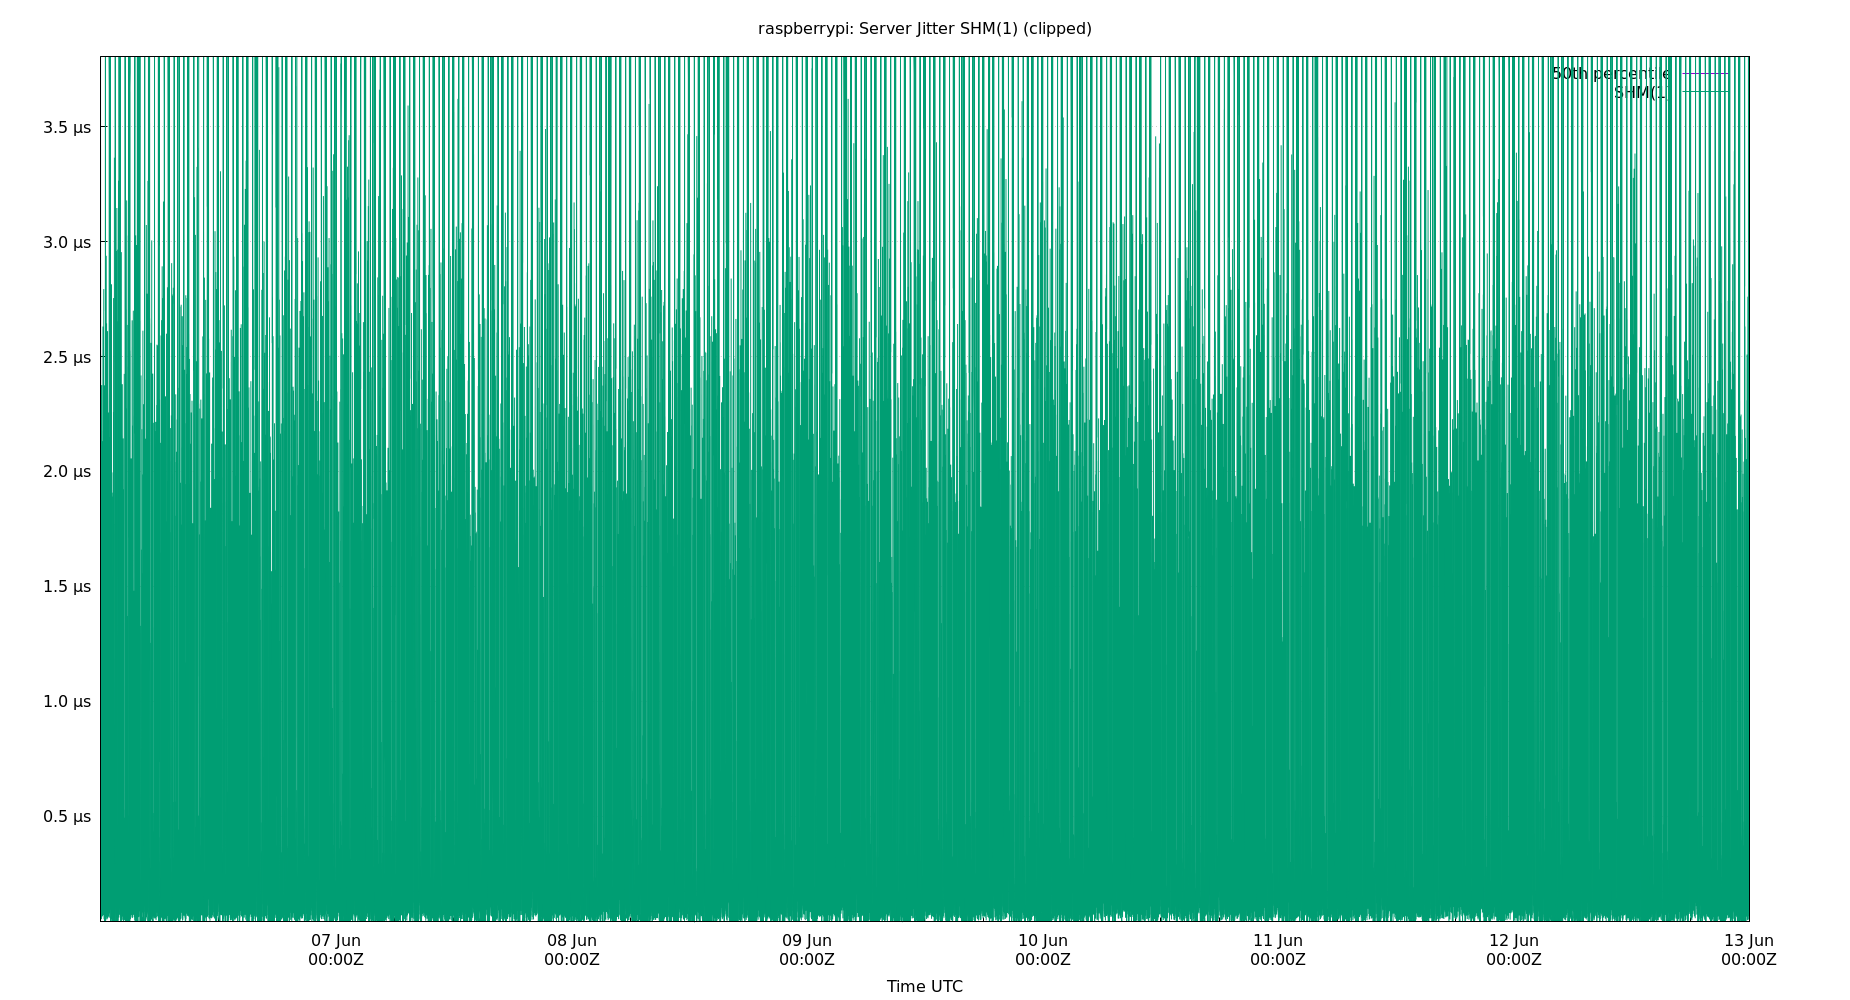 raspberrypi: Server Jitter SHM(1) (clipped)
50th percentile
SHM(1)
3.5 µs
3.0 µs
2.5 µs
2.0 µs
1.5 µs
1.0 µs
0.5 µs
07 Jun 08 Jun 09 Jun 10 Jun 11 Jun 12 Jun 13 Jun
00:00Z 00:00Z 00:00Z 00:00Z 00:00Z 00:00Z 00:00Z
Time UTC